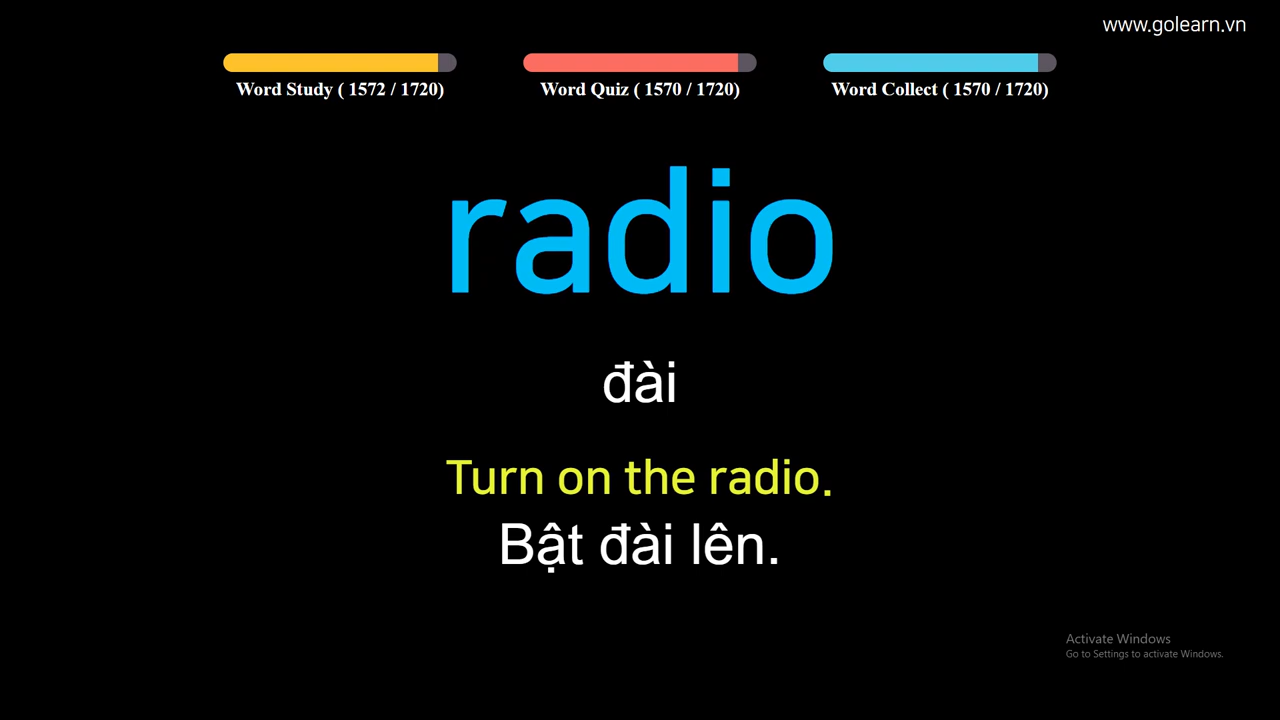 www.golearn.vn
Word Study ( 1572 / 1720)
Word Quiz ( 1570 / 1720)
Word Collect ( 1570 / 1720)
radio
đài
Turn on the radio.
Bật đài lên.
Activate Windows
Go to Settings to activate Windows.